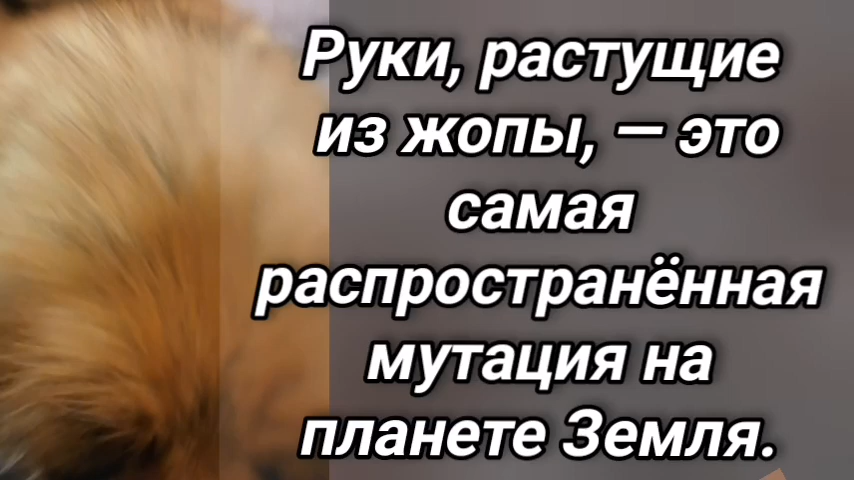 Руки, растущие
из жопы, — это
самая
распространённая
мутация на
планете Земля.